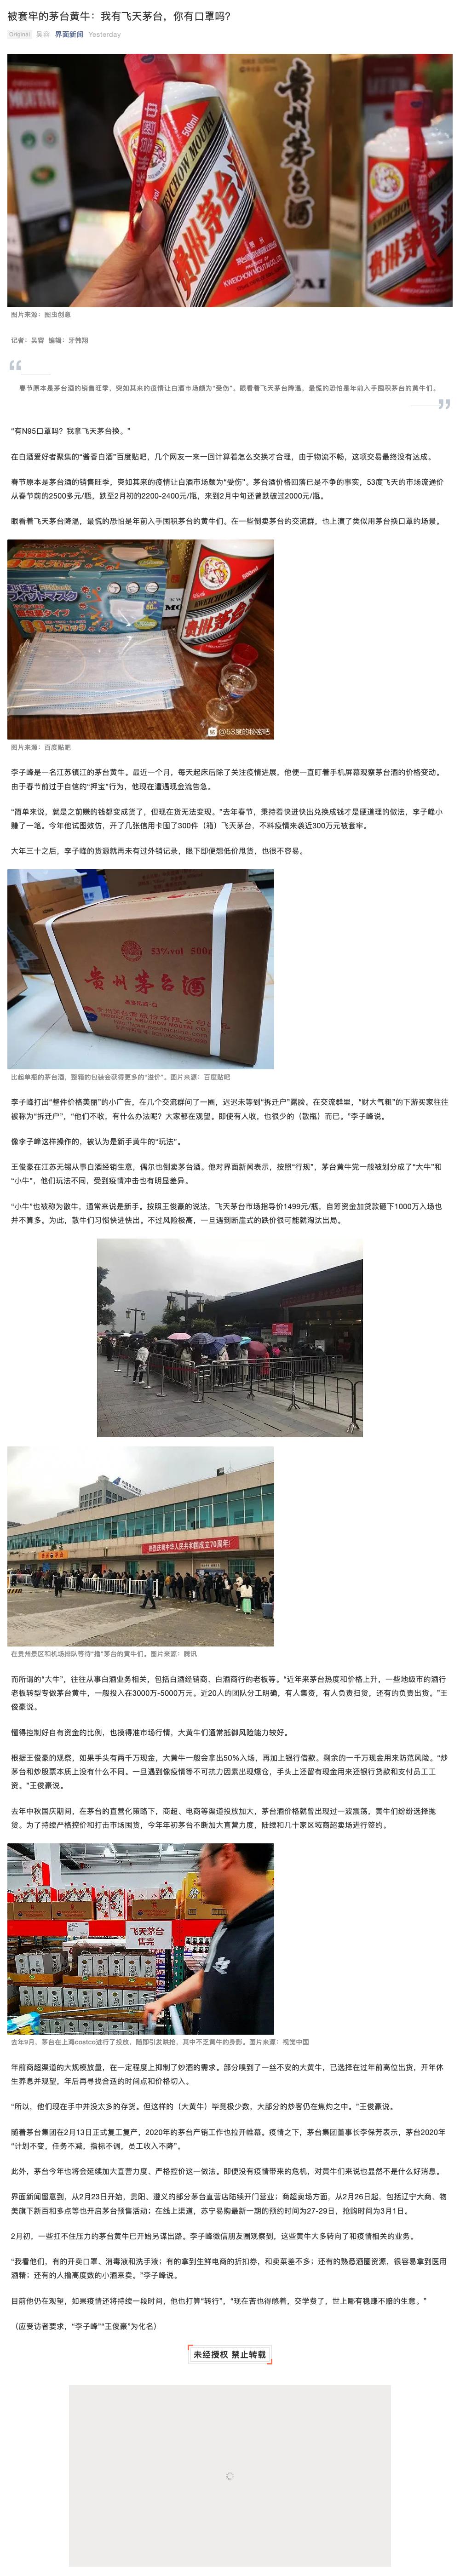 被套牢的茅台黄牛：我有飞天茅台，你有口罩吗？
Original 吴容 界面新闻 Yesterday
中國貴州茅台
500ml
KWEICHOW MOUTAI
贵州茅台
KWEICHOW MOUTAI CO.,LTD
贵州茅台酒
图片来源：图虫创意
记者：吴容 编辑：牙韩翔
春节原本是茅台酒的销售旺季，突如其来的疫情让白酒市场颇为“受伤”。眼看着飞天茅台降温，最慌的恐怕是年前入手囤积茅台的黄牛们。
“有N95口罩吗？我拿飞天茅台换。”
在白酒爱好者聚集的“酱香白酒”百度贴吧，几个网友一来一回计算着怎么交换才合理，由于物流不畅，这项交易最终没有达成。
春节原本是茅台酒的销售旺季，突如其来的疫情让白酒市场颇为“受伤”。茅台酒价格回落已是不争的事实，53度飞天的市场流通价
从春节前的2500多元/瓶，跌至2月初的2200-2400元/瓶，来到2月中旬还曾跌破过2000元/瓶。
眼看着飞天茅台降温，最慌的恐怕是年前入手囤积茅台的黄牛们。在一些倒卖茅台的交流群，也上演了类似用茅台换口罩的场景。
贵州茅台
@53度的秘密吧
图片来源：百度贴吧
李子峰是一名江苏镇江的茅台黄牛。最近一个月，每天起床后除了关注疫情进展，他便一直盯着手机屏幕观察茅台酒的价格变动。
由于春节前过于自信的“押宝”行为，他现在遭遇现金流告急。
“简单来说，就是之前赚的钱都变成货了，但现在货无法变现。”去年春节，秉持着快进快出兑换成钱才是硬道理的做法，李子峰小
赚了一笔。今年他试图效仿，开了几张信用卡囤了300件（箱）飞天茅台，不料疫情来袭近300万元被套牢。
大年三十之后，李子峰的货源就再未有过外销记录，眼下即便想低价甩货，也很不容易。
53%vol 500ml
贵州茅台酒
比起单瓶的茅台酒，整箱的包装会获得更多的“溢价”。图片来源：百度贴吧
李子峰打出“整件价格美丽”的小广告，在几个交流群问了一圈，迟迟未等到“拆迁户”露脸。在交流群里，“财大气粗”的下游买家往往
被称为“拆迁户”，“他们不收，有什么办法呢？大家都在观望。即使有人收，也很少的（散瓶）而已。”李子峰说。
像李子峰这样操作的，被认为是新手黄牛的“玩法”。
王俊豪在江苏无锡从事白酒经销生意，偶尔也倒卖茅台酒。他对界面新闻表示，按照“行规”，茅台黄牛党一般被划分成了“大牛”和
“小牛”，他们玩法不同，受到疫情冲击也有明显差异。
“小牛”也被称为散牛，通常来说是新手。按照王俊豪的说法，飞天茅台市场指导价1499元/瓶，自筹资金加贷款砸下1000万入场也
并不算多。为此，散牛们习惯快进快出。不过风险极高，一旦遇到断崖式的跌价很可能就淘汰出局。
热烈庆祝中华人民共和国成立70周年
在贵州景区和机场排队等待“撸”茅台的黄牛们。图片来源：腾讯
而所谓的“大牛”，往往从事白酒业务相关，包括白酒经销商、白酒商行的老板等。“近年来茅台热度和价格上升，一些地级市的酒行
老板转型专做茅台黄牛，一般投入在3000万-5000万元。近20人的团队分工明确，有人集资，有人负责扫货，还有的负责出货。”王
俊豪说。
懂得控制好自有资金的比例，也摸得准市场行情，大黄牛们通常抵御风险能力较好。
根据王俊豪的观察，如果手头有两千万现金，大黄牛一般会拿出50%入场，再加上银行借款。剩余的一千万现金用来防范风险。“炒
茅台和炒股票本质上没有什么不同。一旦遇到像疫情等不可抗力因素出现爆仓，手头上还留有现金用来还银行贷款和支付员工工
资。”王俊豪说。
去年中秋国庆期间，在茅台的直营化策略下，商超、电商等渠道投放加大，茅台酒价格就曾出现过一波震荡，黄牛们纷纷选择抛
货。为了持续严格控价和打击市场囤货，今年年初茅台不断加大直营力度，陆续和几十家区域商超卖场进行签约。
飞天茅台
售完
去年9月，茅台在上海costco进行了投放，随即引发哄抢，其中不乏黄牛的身影。图片来源：视觉中国
年前商超渠道的大规模放量，在一定程度上抑制了炒酒的需求。部分嗅到了一丝不安的大黄牛，已选择在过年前高位出货，开年休
生养息并观望，年后再寻找合适的时间点和价格切入。
“所以，他们现在手中并没太多的存货。但这样的（大黄牛）毕竟极少数，大部分的炒客仍在焦灼之中。”王俊豪说。
随着茅台集团在2月13日正式复工复产，2020年的茅台产销工作也拉开帷幕。疫情之下，茅台集团董事长李保芳表示，茅台2020年
“计划不变，任务不减，指标不调，员工收入不降”。
此外，茅台今年也将会延续加大直营力度、严格控价这一做法。即便没有疫情带来的危机，对黄牛们来说也显然不是什么好消息。
界面新闻留意到，从2月23日开始，贵阳、遵义的部分茅台直营店陆续开门营业；商超卖场方面，从2月26日起，包括辽宁大商、物
美旗下新百和多点等也开启茅台预售活动；在线上渠道，苏宁易购最新一期的预约时间为27-29日，抢购时间为3月1日。
2月初，一些扛不住压力的茅台黄牛已开始另谋出路。李子峰微信朋友圈观察到，这些黄牛大多转向了和疫情相关的业务。
“我看他们，有的开卖口罩、消毒液和洗手液；有的拿到生鲜电商的折扣券，和卖菜差不多；还有的熟悉酒圈资源，很容易拿到医用
酒精；还有的人撸高度数的小酒来卖。”李子峰说。
目前他仍在观望，如果疫情还将持续一段时间，他也打算“转行”，“现在苦也得憋着，交学费了，世上哪有稳赚不赔的生意。”
（应受访者要求，“李子峰”“王俊豪”为化名）
未经授权 禁止转载